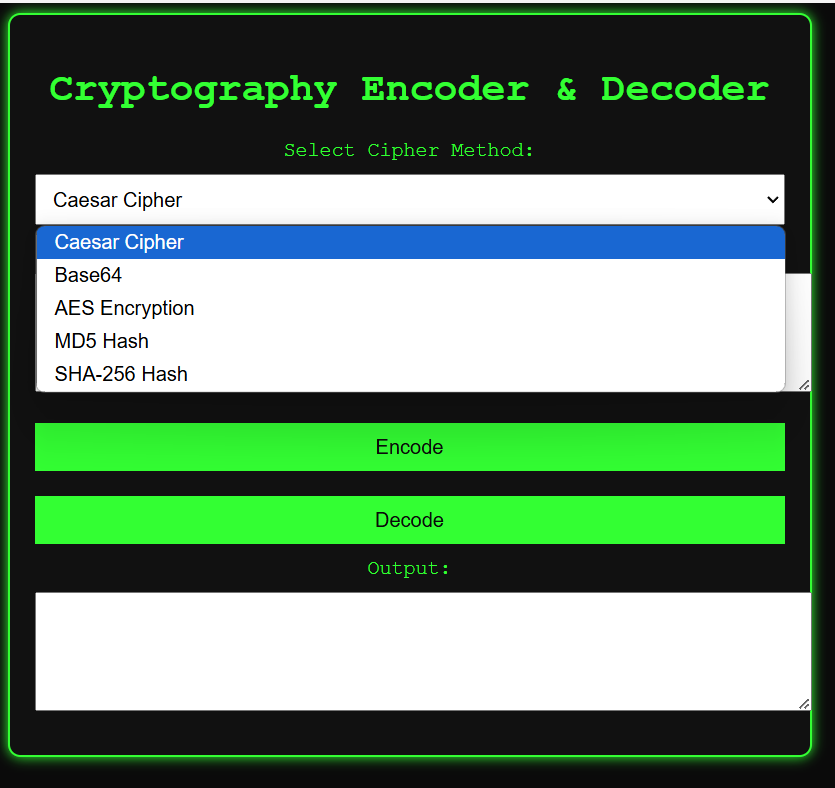 Cryptography Encoder & Decoder
Select Cipher Method:
Caesar Cipher
Caesar Cipher
Base64
AES Encryption
MD5 Hash
SHA-256 Hash
Encode
Decode
Output: